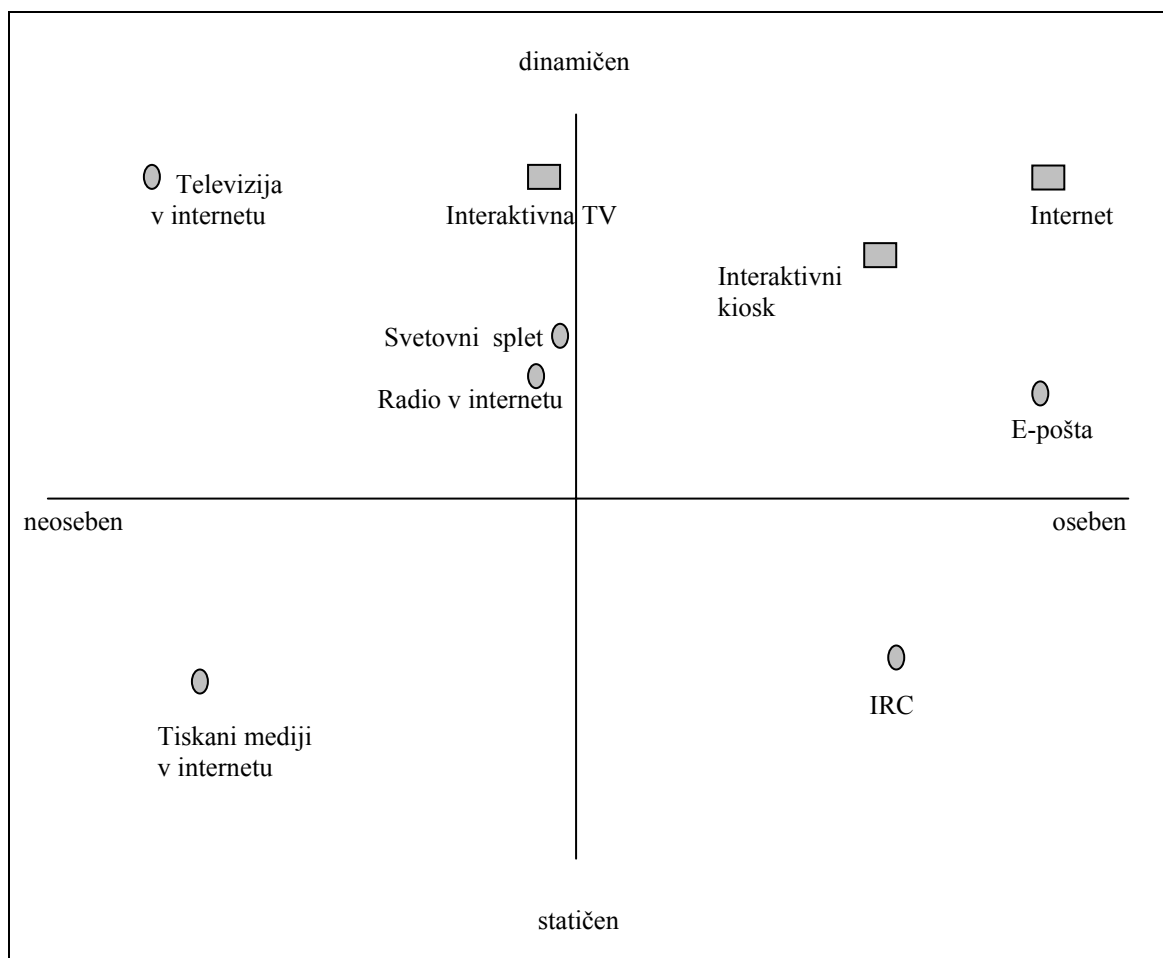 dinamičen
Televizija
v internetu
Interaktivna TV
Internet
Interaktivni
kiosk
Svetovni splet
Radio v internetu
E-pošta
neoseben
oseben
IRC
Tiskani mediji
v internetu
statičen